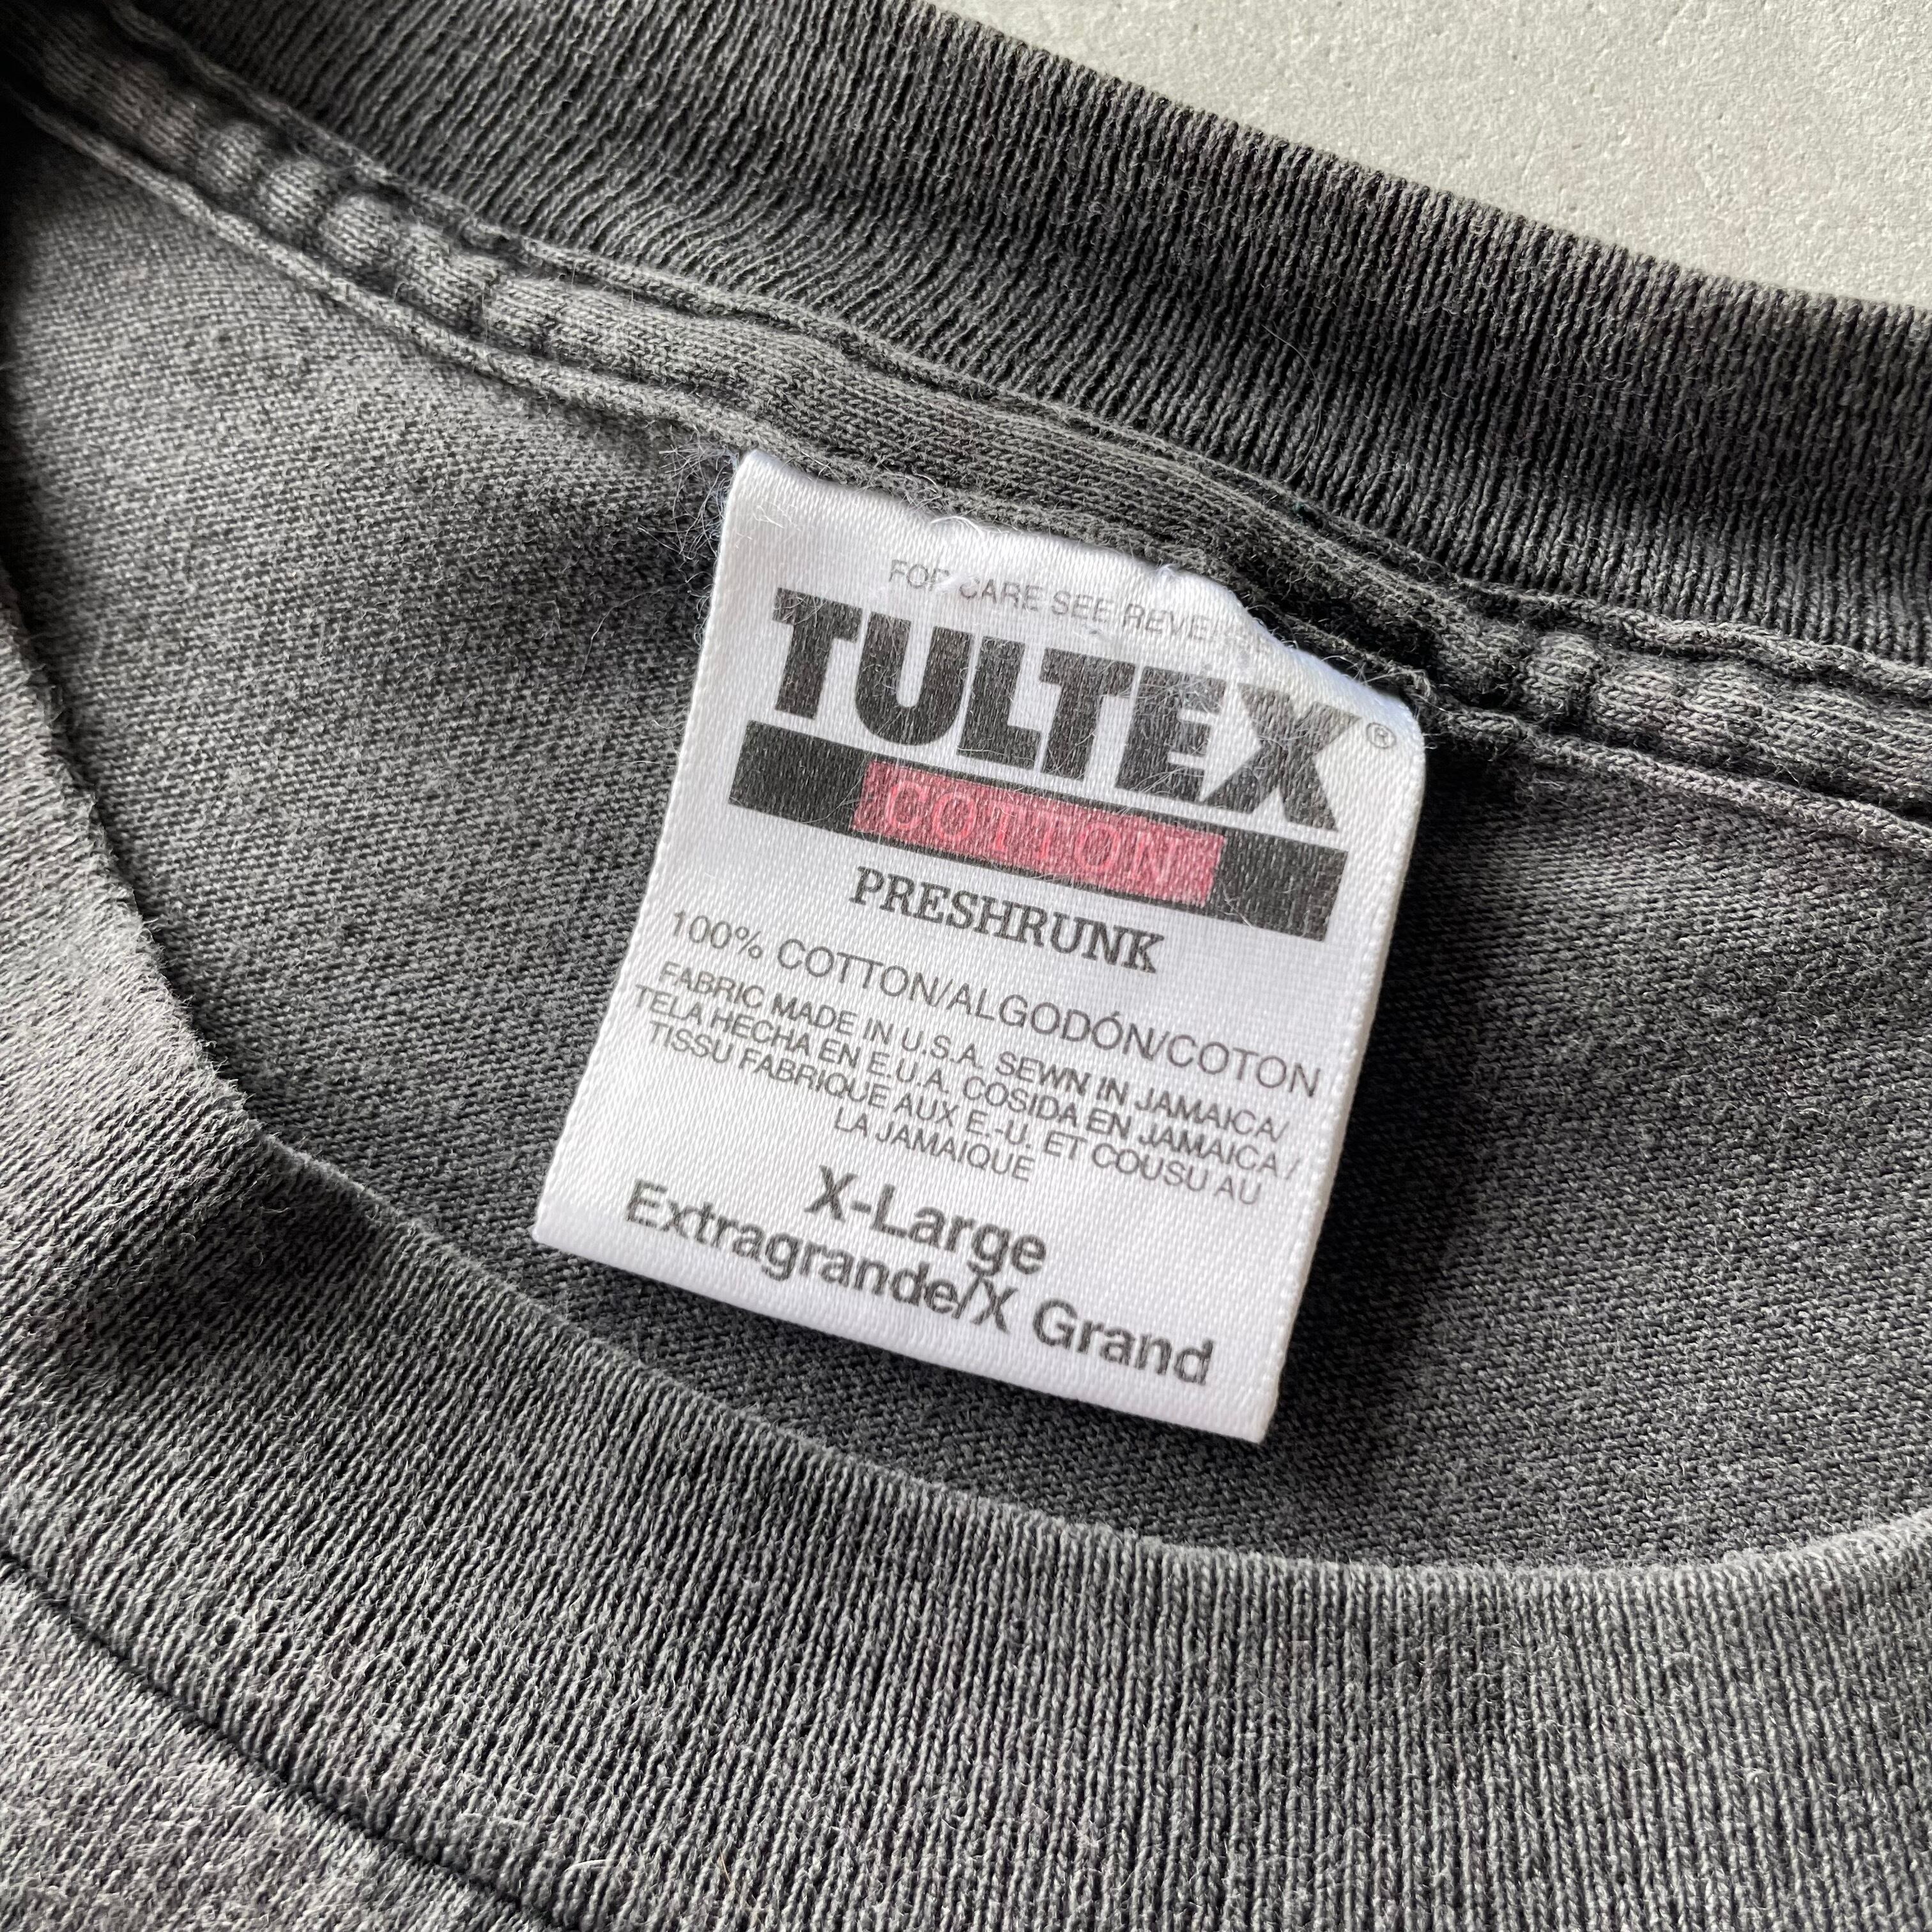 FOR CARE SEE
TULTEX®
COTTON
PRESHRUNK
100% COTTON/ALGODÓN/COTON
FABRIC MADE IN U.S.A. SEWN IN JAMAICA/
TELA HECHA EN E.U.A. COSIDA EN JAMAICA/
TISSU FABRIQUE AUX E.-U. ET COUSU AU
LA JAMAIQUE
X-Large
Extragrande/X Grand